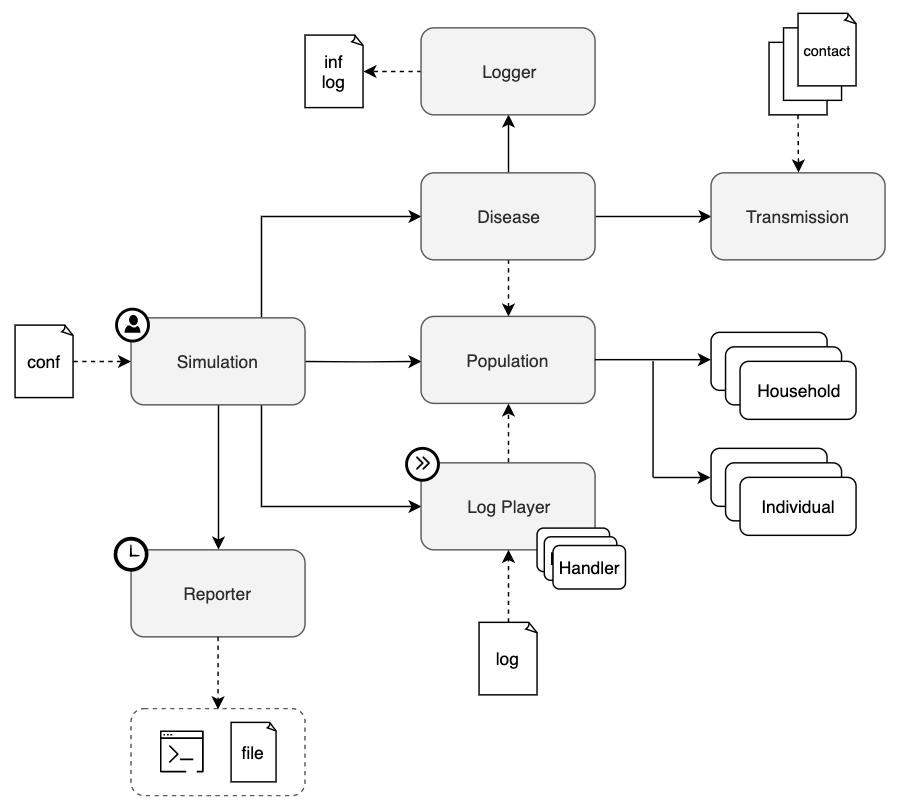 inf
log
Logger
contact
Disease
Transmission
conf
Simulation
Population
Household
Log Player
Individual
Handler
Reporter
log
file